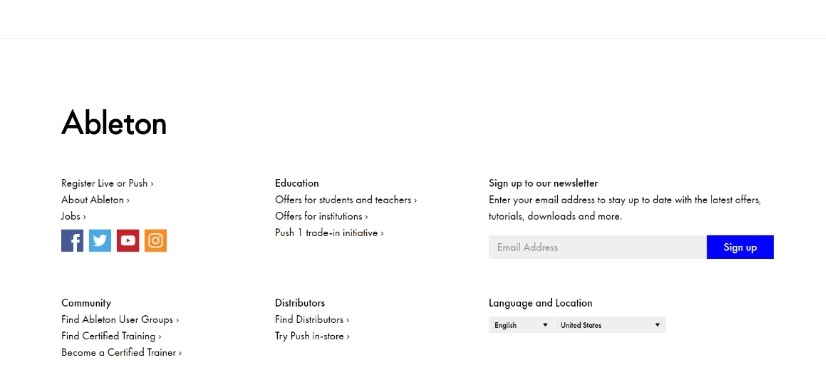 Ableton
Register Live or Push ›
About Ableton ›
Jobs ›
Education
Offers for students and teachers ›
Offers for institutions ›
Push 1 trade-in initiative ›
Sign up to our newsletter
Enter your email address to stay up to date with the latest offers,
tutorials, downloads and more.
Email Address
Sign up
Community
Find Ableton User Groups ›
Find Certified Training ›
Become a Certified Trainer ›
Distributors
Find Distributors ›
Try Push in-store ›
Language and Location
English
United States